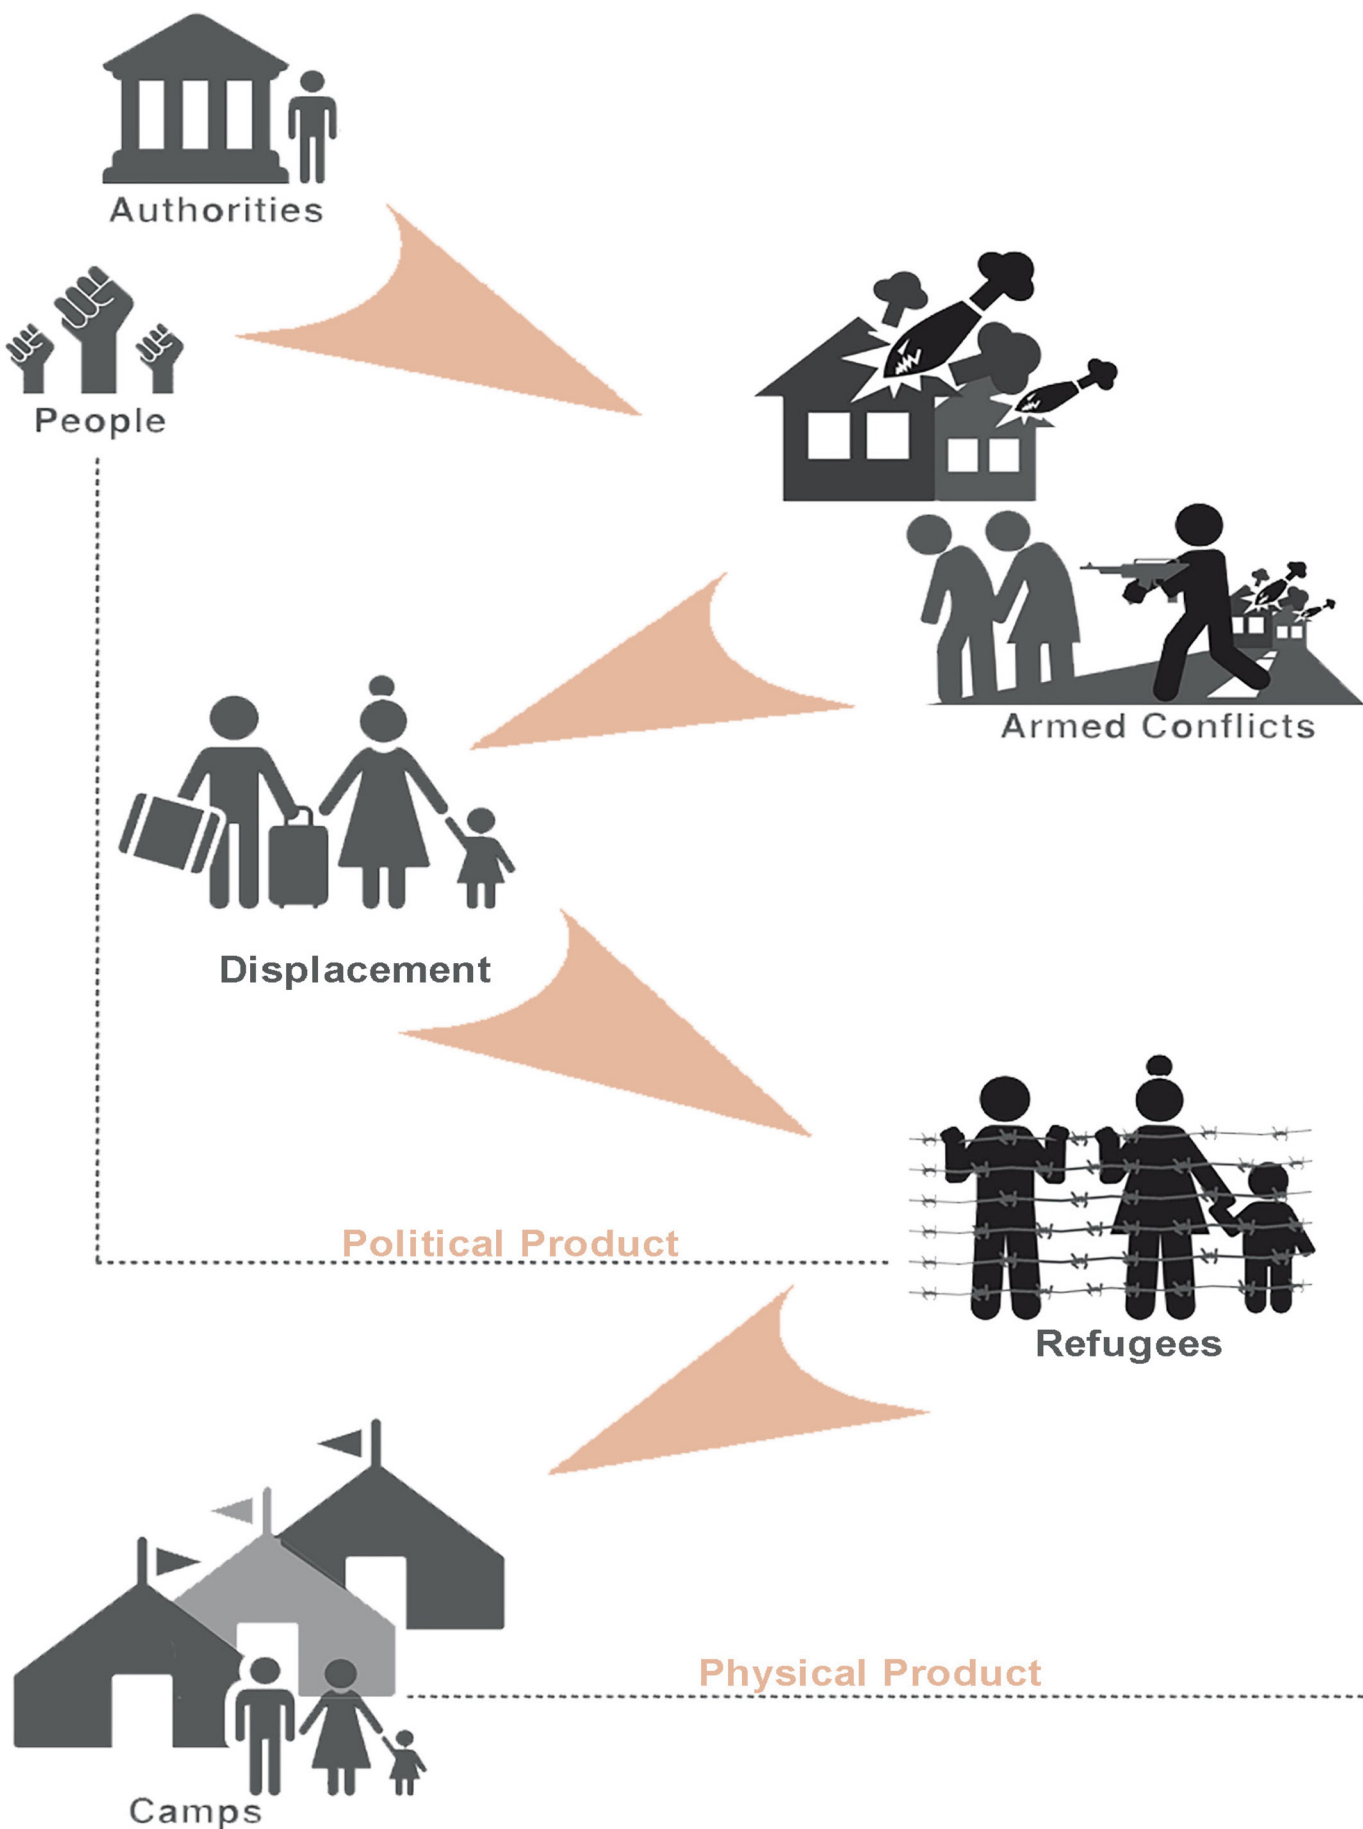 Authorities
People
Armed Conflicts
Displacement
Political Product
Refugees
Physical Product
Camps